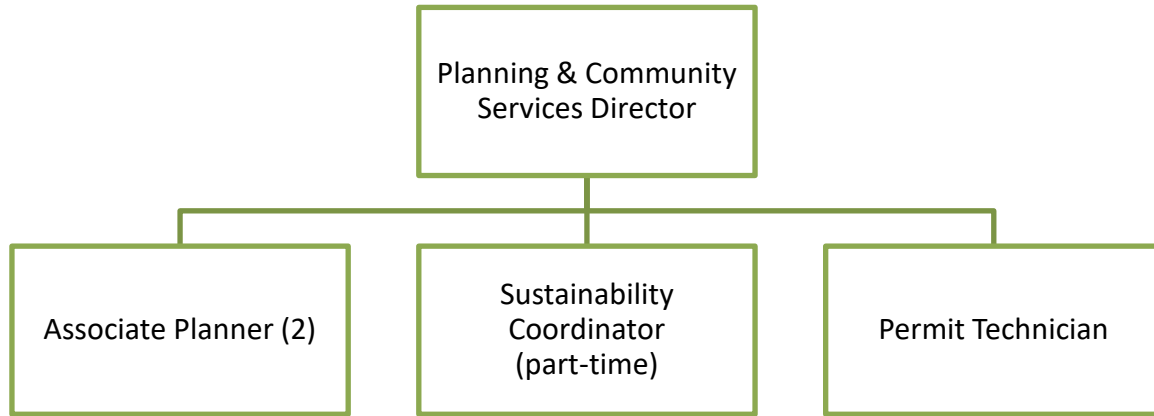 Planning & Community
Services Director
Associate Planner (2)
Sustainability
Coordinator
(part-time)
Permit Technician